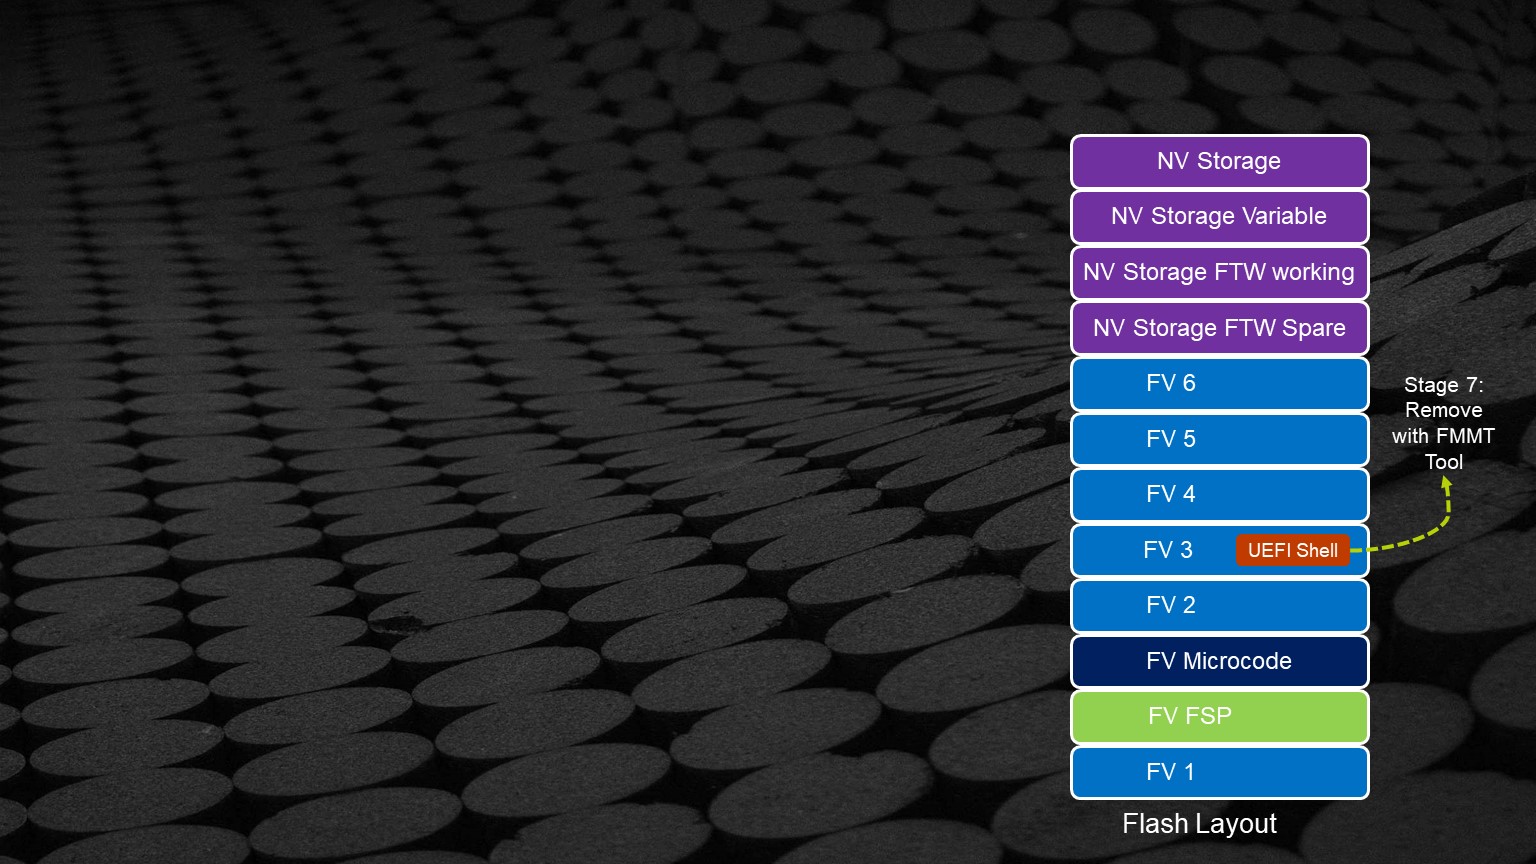 NV Storage
NV Storage Variable
NV Storage FTW working
NV Storage FTW Spare
FV 6
FV 5
FV 4
FV 3
UEFI Shell
FV 2
FV Microcode
FV FSP
FV 1
Flash Layout
Stage 7:
Remove
with FMMT
Tool